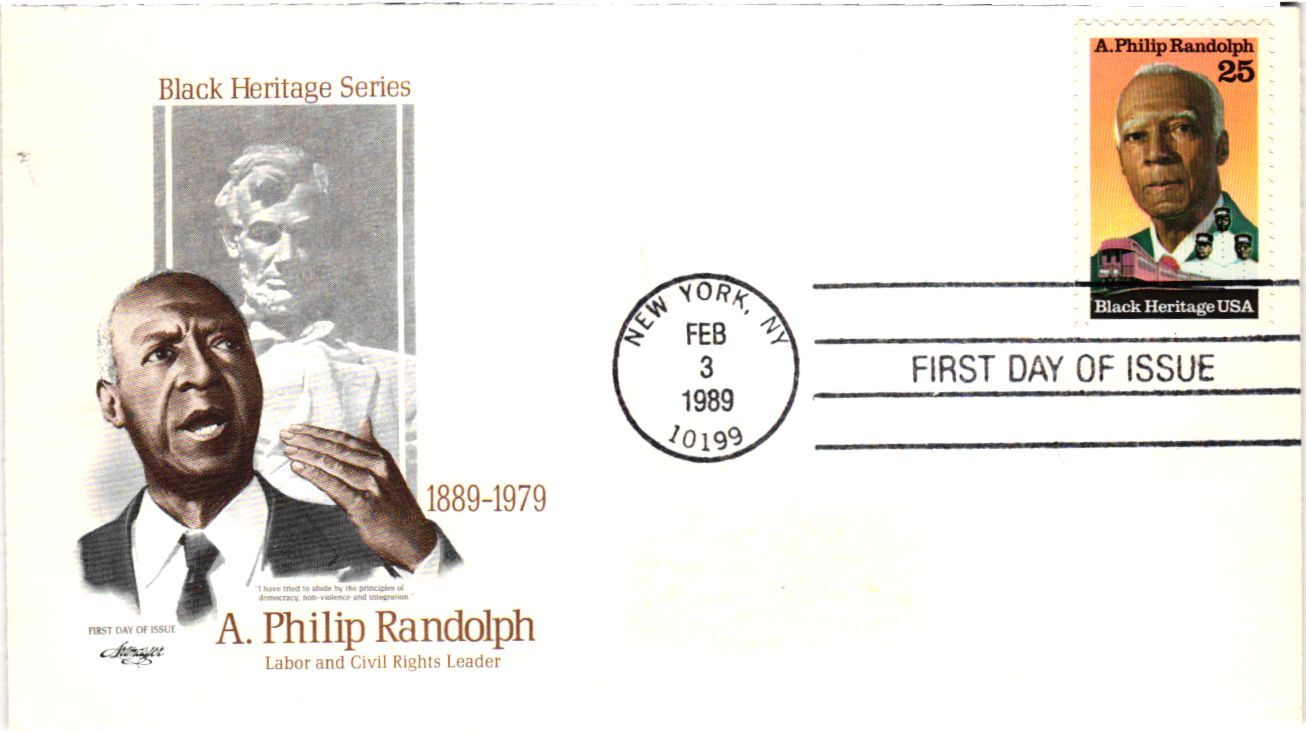 Black Heritage Series
1889-1979
"I have tried to abide by the principles of
democracy, non-violence and integration."
A. Philip Randolph
Labor and Civil Rights Leader
FIRST DAY OF ISSUE
Artmaster
NEW YORK, NY
FEB
3
1989
10199
FIRST DAY OF ISSUE
A. Philip Randolph
25
Black Heritage USA